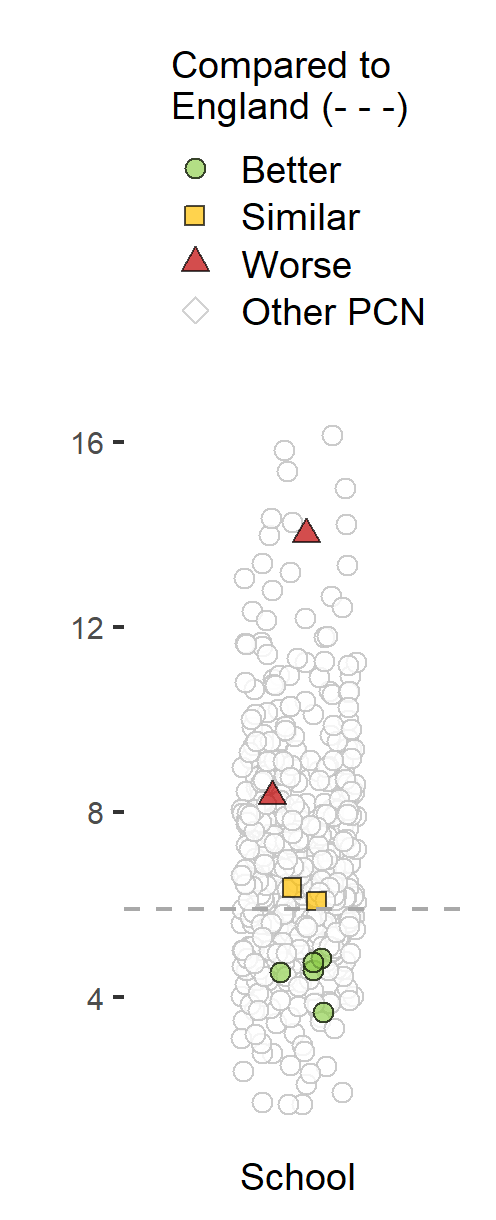 Compared to
England (- - -)
Better
Similar
Worse
Other PCN
16
12
8
4
School